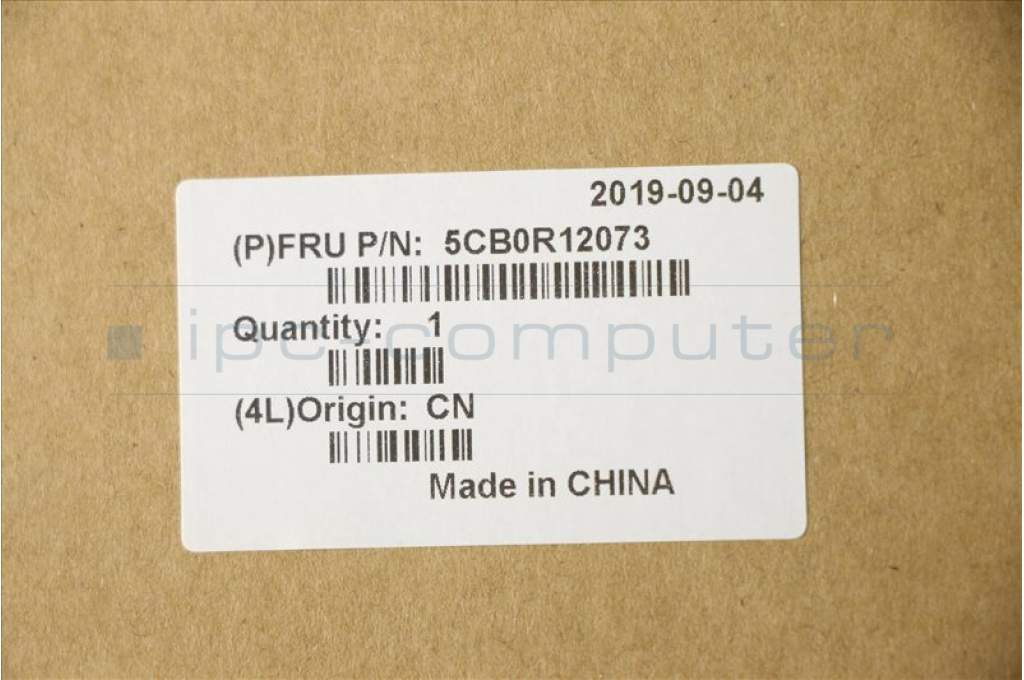 2019-09-04
(P)FRU P/N: 5CB0R12073
Quantity: 1
ipc-computer
(4L)Origin: CN
Made in CHINA